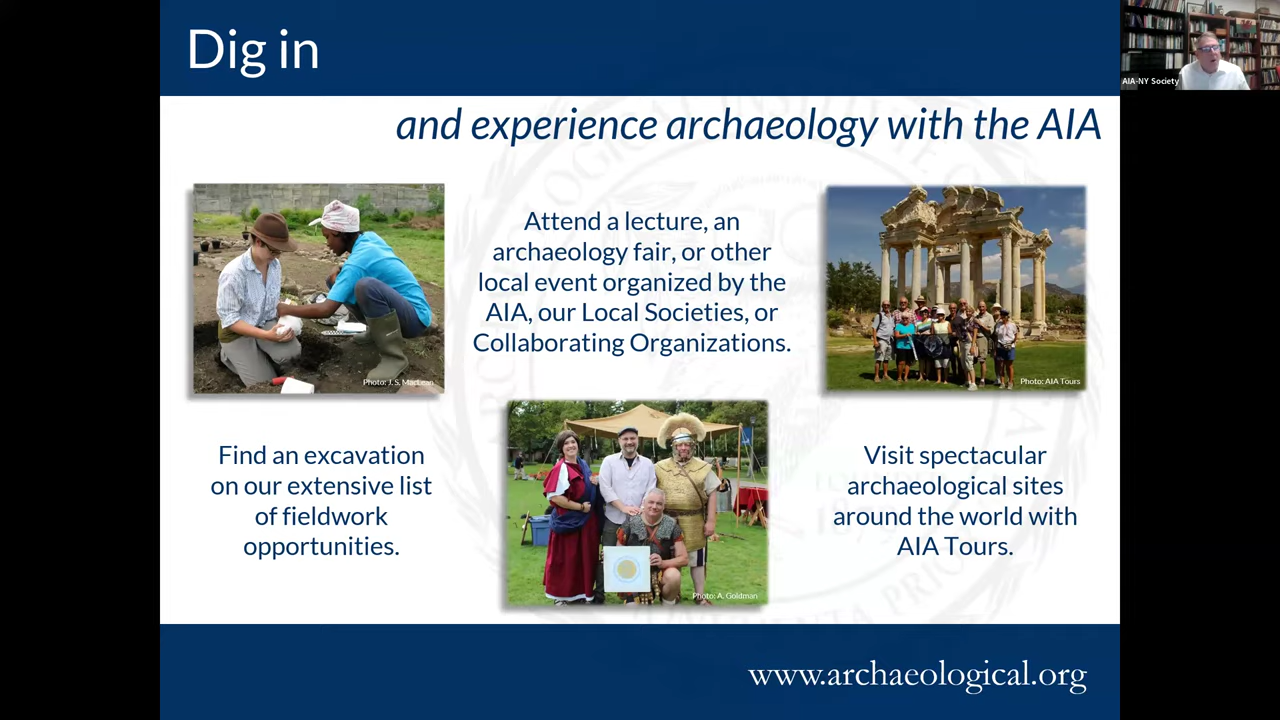 Dig in
and experience archaeology with the AIA
AIA-NY Society
Attend a lecture, an
archaeology fair, or other
local event organized by the
AIA, our Local Societies, or
Collaborating Organizations.
Photo: J. S. MacLean
Photo: AIA Tours
Find an excavation
on our extensive list
of fieldwork
opportunities.
Photo: A. Goldman
Visit spectacular
archaeological sites
around the world with
AIA Tours.
www.archaeological.org